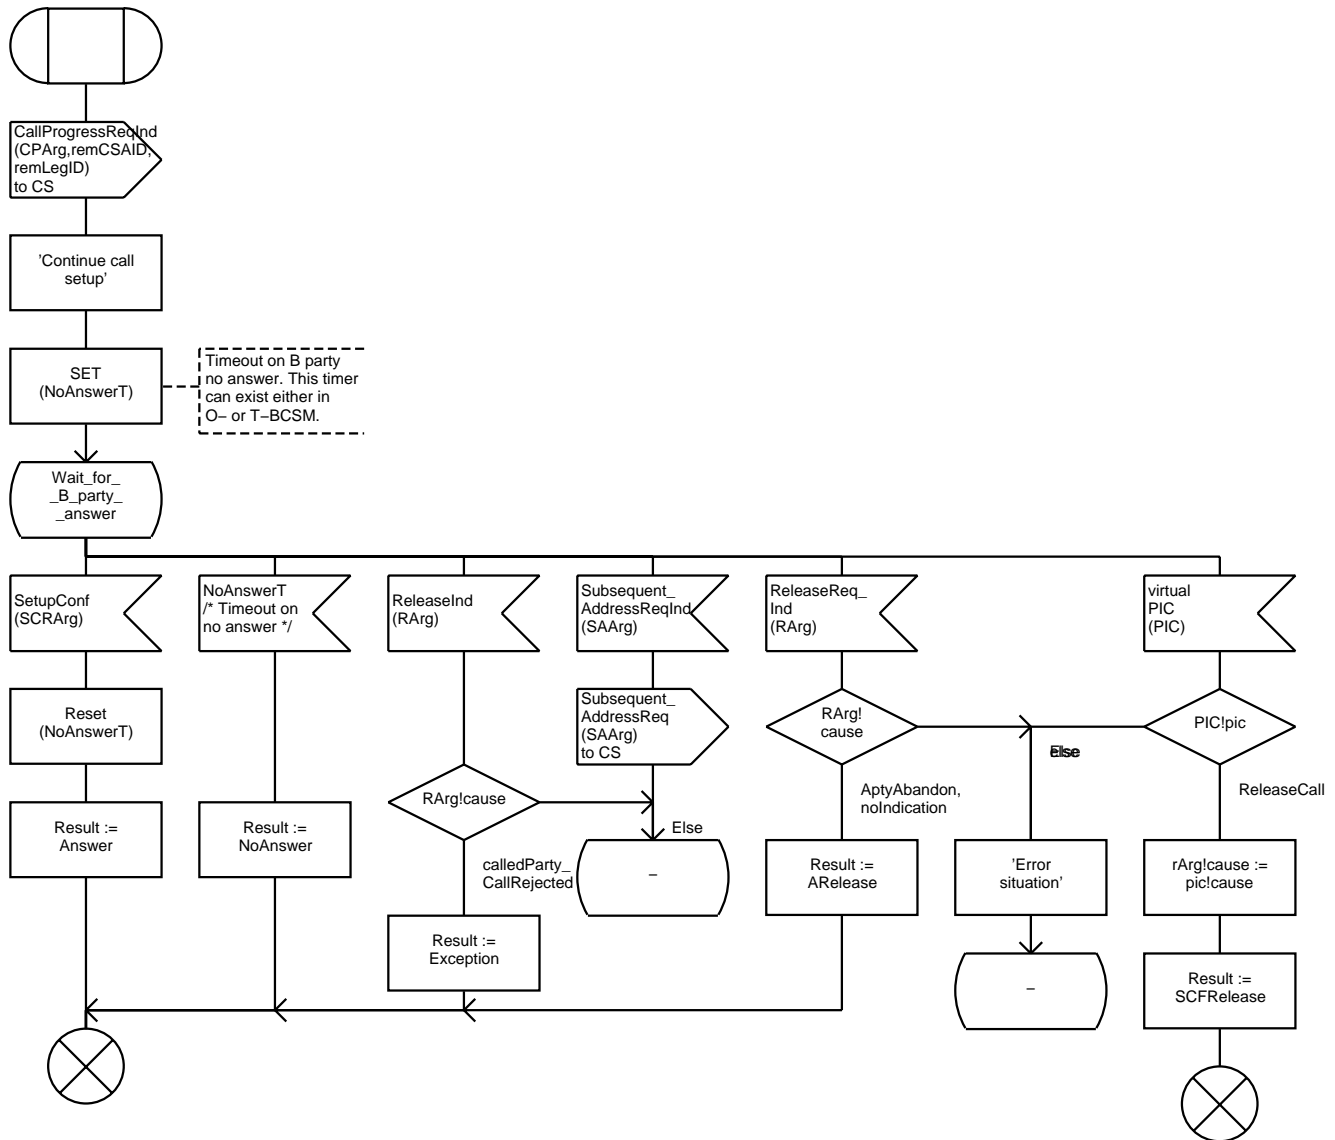 CallProgressReqInd
(CPArg,remCSAID,
remLegID)
to CS
'Continue call
setup'
SET
(NoAnswerT)
Timeout on B party
no answer. This timer
can exist either in
O− or T−BCSM.
Wait_for_
_B_party_
_answer
SetupConf
(SCRArg)
NoAnswerT
/* Timeout on
no answer */
ReleaseInd
(RArg)
Subsequent_
AddressReqInd
(SAArg)
ReleaseReq_
Ind
(RArg)
virtual
PIC
(PIC)
Reset
(NoAnswerT)
Subsequent_
AddressReq
(SAArg)
to CS
RArg!
cause
PIC!pic
Else
else
RArg!cause
AptyAbandon,
noIndication
ReleaseCall
Result :=
Answer
Result :=
NoAnswer
Else
calledParty_
CallRejected
−
Result :=
ARelease
'Error
situation'
rArg!cause :=
pic!cause
Result :=
Exception
−
Result :=
SCFRelease